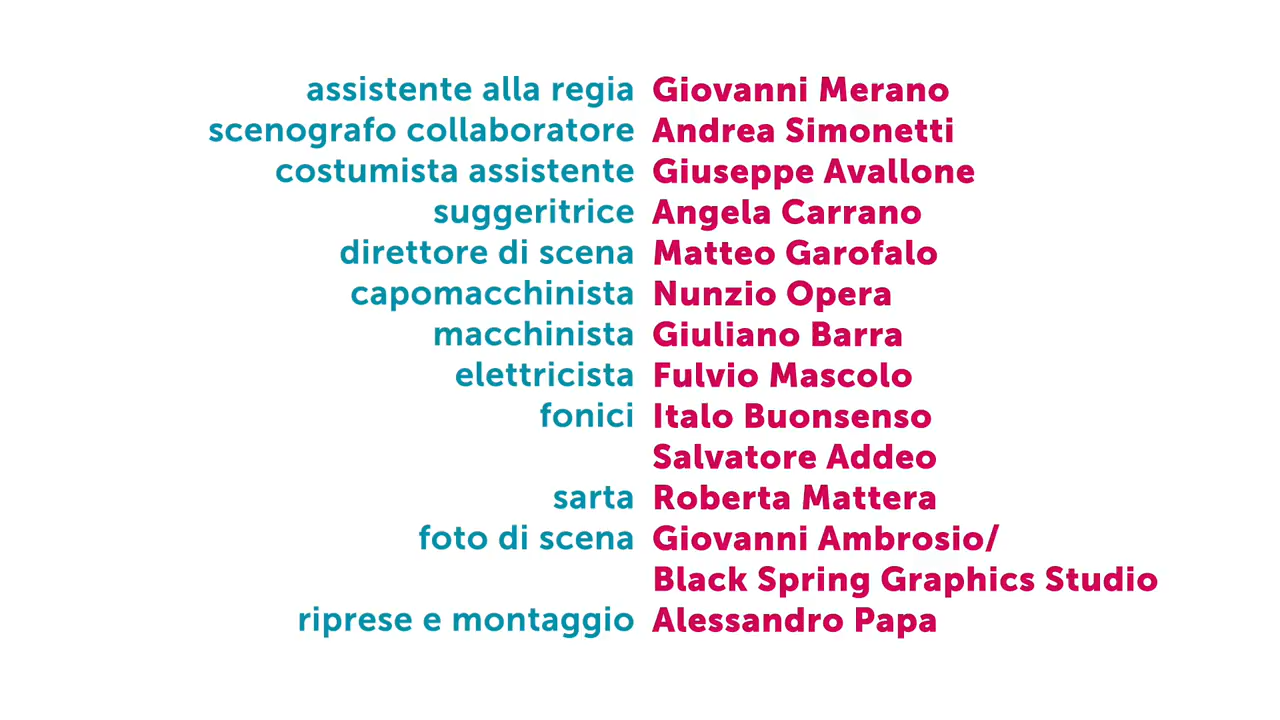 assistente alla regia Giovanni Merano
scenografo collaboratore Andrea Simonetti
costumista assistente Giuseppe Avallone
suggeritrice Angela Carrano
direttore di scena Matteo Garofalo
capomacchinista Nunzio Opera
macchinista Giuliano Barra
elettricista Fulvio Mascolo
fonici Italo Buonsenso
Salvatore Addeo
sarta Roberta Mattera
foto di scena Giovanni Ambrosio/
Black Spring Graphics Studio
riprese e montaggio Alessandro Papa